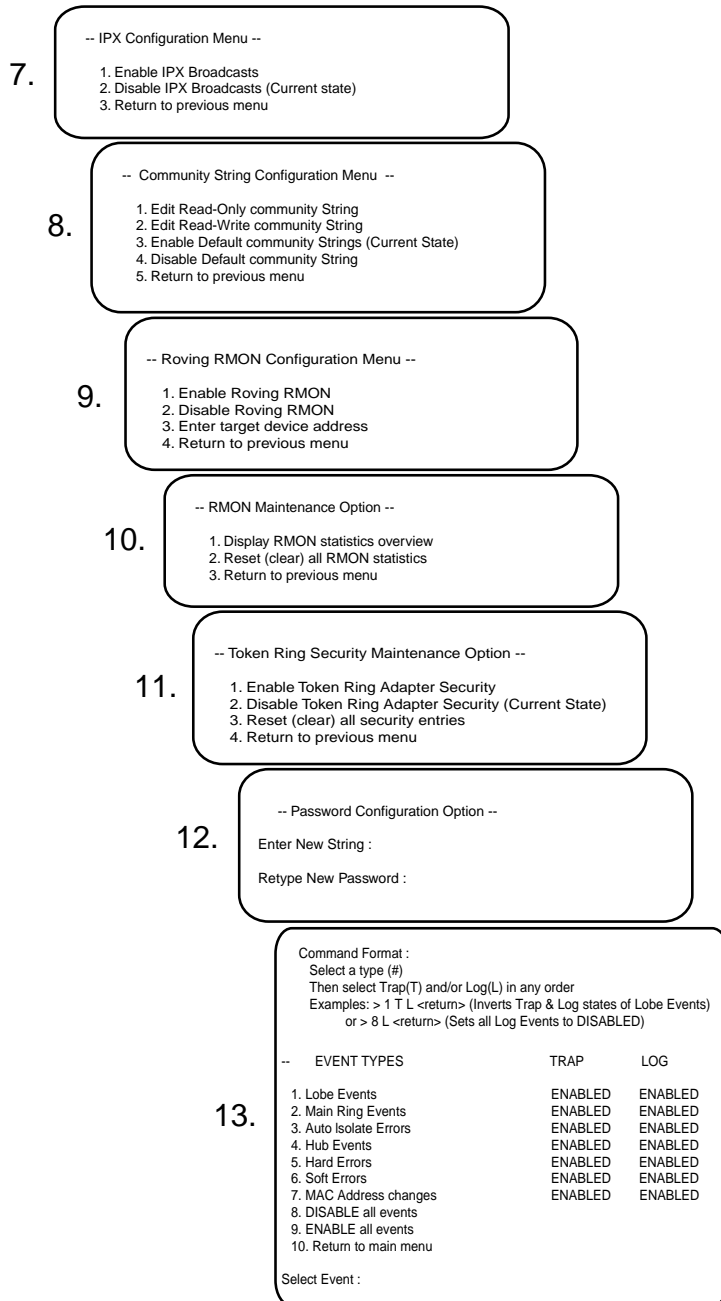 7.
-- IPX Configuration Menu --
1. Enable IPX Broadcasts
2. Disable IPX Broadcasts (Current state)
3. Return to previous menu
8.
-- Community String Configuration Menu --
1. Edit Read-Only community String
2. Edit Read-Write community String
3. Enable Default community Strings (Current State)
4. Disable Default community String
5. Return to previous menu
9.
-- Roving RMON Configuration Menu --
1. Enable Roving RMON
2. Disable Roving RMON
3. Enter target device address
4. Return to previous menu
10.
-- RMON Maintenance Option --
1. Display RMON statistics overview
2. Reset (clear) all RMON statistics
3. Return to previous menu
11.
-- Token Ring Security Maintenance Option --
1. Enable Token Ring Adapter Security
2. Disable Token Ring Adapter Security (Current State)
3. Reset (clear) all security entries
4. Return to previous menu
12.
-- Password Configuration Option --
Enter New String :
Retype New Password :
13.
Command Format :
Select a type (#)
Then select Trap(T) and/or Log(L) in any order
Examples: > 1 T L <return> (Inverts Trap & Log states of Lobe Events)
or > 8 L <return> (Sets all Log Events to DISABLED)
-- EVENT TYPES TRAP LOG
1. Lobe Events ENABLED ENABLED
2. Main Ring Events ENABLED ENABLED
3. Auto Isolate Errors ENABLED ENABLED
4. Hub Events ENABLED ENABLED
5. Hard Errors ENABLED ENABLED
6. Soft Errors ENABLED ENABLED
7. MAC Address changes ENABLED ENABLED
8. DISABLE all events
9. ENABLE all events
10. Return to main menu
Select Event :